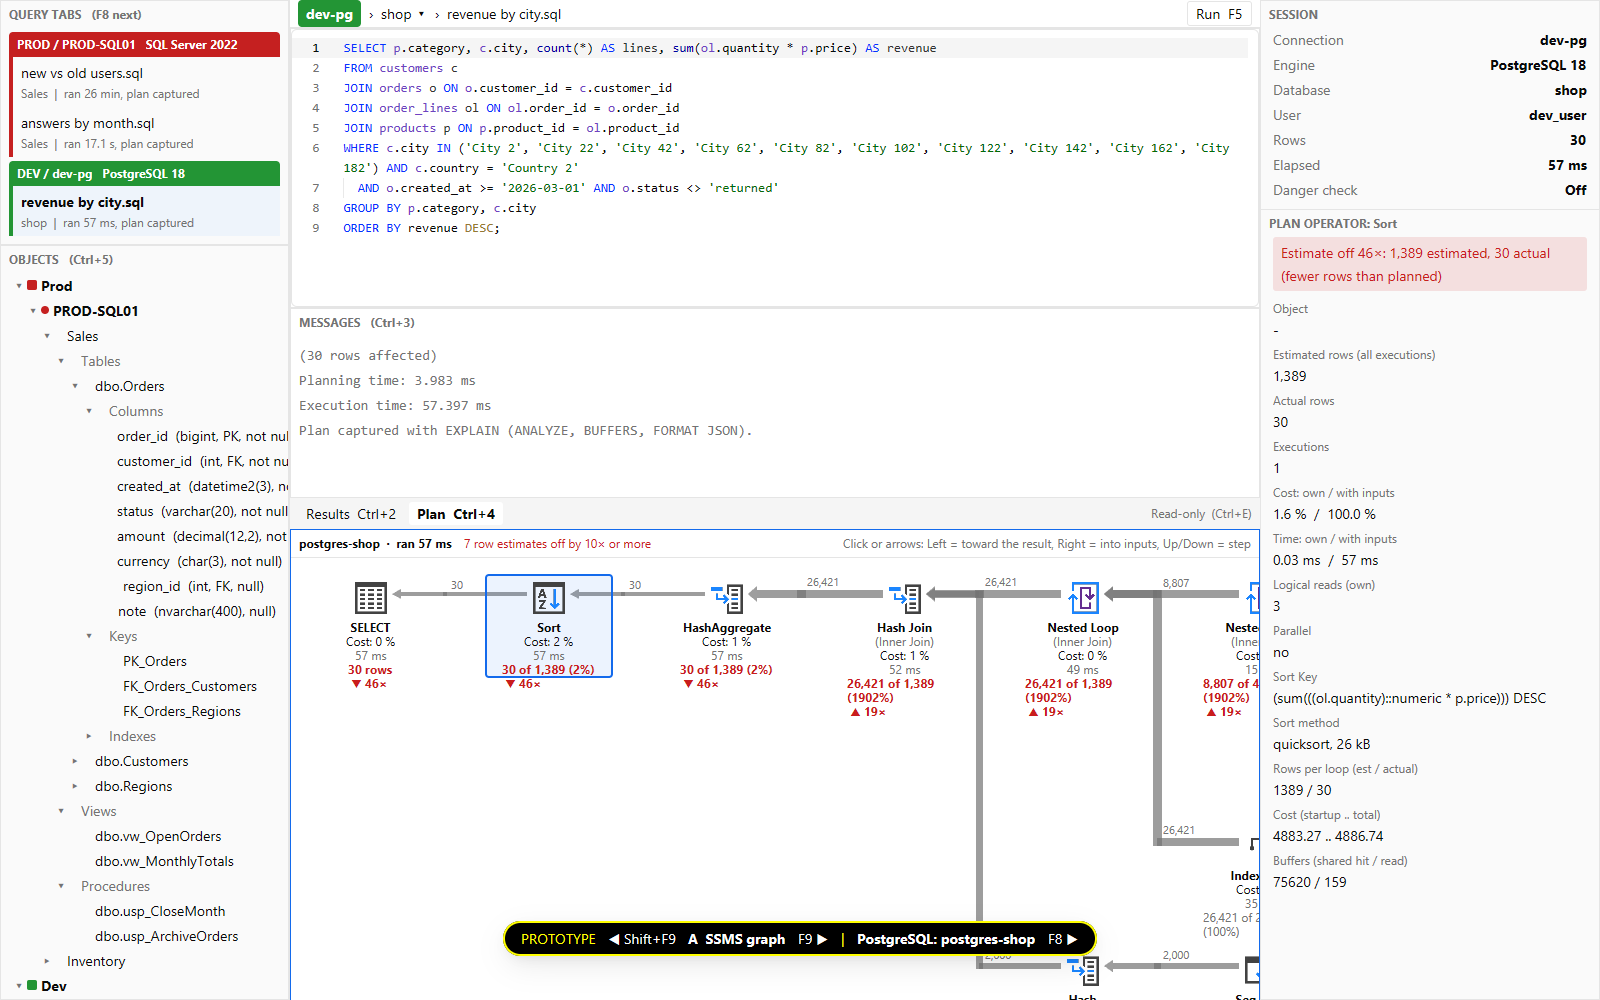 QUERY TABS (F8 next)
PROD / PROD-SQL01 SQL Server 2022
new vs old users.sql
Sales | ran 26 min, plan captured
answers by month.sql
Sales | ran 17.1 s, plan captured
DEV / dev-pg PostgreSQL 18
revenue by city.sql
shop | ran 57 ms, plan captured
OBJECTS (Ctrl+5)
Prod
PROD-SQL01
Sales
Tables
dbo.Orders
Columns
order_id (bigint, PK, not nul
customer_id (int, FK, not nu
created_at (datetime2(3), n
status (varchar(20), not null
amount (decimal(12,2), not
currency (char(3), not null)
region_id (int, FK, null)
note (nvarchar(400), null)
Keys
PK_Orders
FK_Orders_Customers
FK_Orders_Regions
Indexes
dbo.Customers
dbo.Regions
Views
dbo.vw_OpenOrders
dbo.vw_MonthlyTotals
Procedures
dbo.usp_CloseMonth
dbo.usp_ArchiveOrders
Inventory
Dev
dev-pg › shop ▾ › revenue by city.sql
Run F5
1 SELECT p.category, c.city, count(*) AS lines, sum(ol.quantity * p.price) AS revenue
2 FROM customers c
3 JOIN orders o ON o.customer_id = c.customer_id
4 JOIN order_lines ol ON ol.order_id = o.order_id
5 JOIN products p ON p.product_id = ol.product_id
6 WHERE c.city IN ('City 2', 'City 22', 'City 42', 'City 62', 'City 82', 'City 102', 'City 122', 'City 142', 'City 162', 'City
182') AND c.country = 'Country 2'
7 AND o.created_at >= '2026-03-01' AND o.status <> 'returned'
8 GROUP BY p.category, c.city
9 ORDER BY revenue DESC;
MESSAGES (Ctrl+3)
(30 rows affected)
Planning time: 3.983 ms
Execution time: 57.397 ms
Plan captured with EXPLAIN (ANALYZE, BUFFERS, FORMAT JSON).
Results Ctrl+2 Plan Ctrl+4
Read-only (Ctrl+E)
postgres-shop · ran 57 ms 7 row estimates off by 10× or more
Click or arrows: Left = toward the result, Right = into inputs, Up/Down = step
30
30
26,421
26,421
8,807
SELECT
Cost: 0 %
57 ms
30 rows
▼ 46×
Sort
Cost: 2 %
57 ms
30 of 1,389 (2%)
▼ 46×
HashAggregate
Cost: 1 %
57 ms
30 of 1,389 (2%)
▼ 46×
Hash Join
(Inner Join)
Cost: 1 %
52 ms
26,421 of 1,389
(1902%)
▲ 19×
Nested Loop
(Inner Join)
Cost: 0 %
49 ms
26,421 of 1,389
(1902%)
▲ 19×
Neste
(Inne
Cost
15
8,807 of 4
(1902%)
▲ 19×
26,421
Index
Cost
35
26,421 of 2
(100%)
2,000
2,000
Hash
Seq
PROTOTYPE ◀ Shift+F9 A SSMS graph F9 ▶ | PostgreSQL: postgres-shop F8 ▶
SESSION
Connection dev-pg
Engine PostgreSQL 18
Database shop
User dev_user
Rows 30
Elapsed 57 ms
Danger check Off
PLAN OPERATOR: Sort
Estimate off 46×: 1,389 estimated, 30 actual
(fewer rows than planned)
Object
-
Estimated rows (all executions)
1,389
Actual rows
30
Executions
1
Cost: own / with inputs
1.6 % / 100.0 %
Time: own / with inputs
0.03 ms / 57 ms
Logical reads (own)
3
Parallel
no
Sort Key
(sum(((ol.quantity)::numeric * p.price))) DESC
Sort method
quicksort, 26 kB
Rows per loop (est / actual)
1389 / 30
Cost (startup .. total)
4883.27 .. 4886.74
Buffers (shared hit / read)
75620 / 159